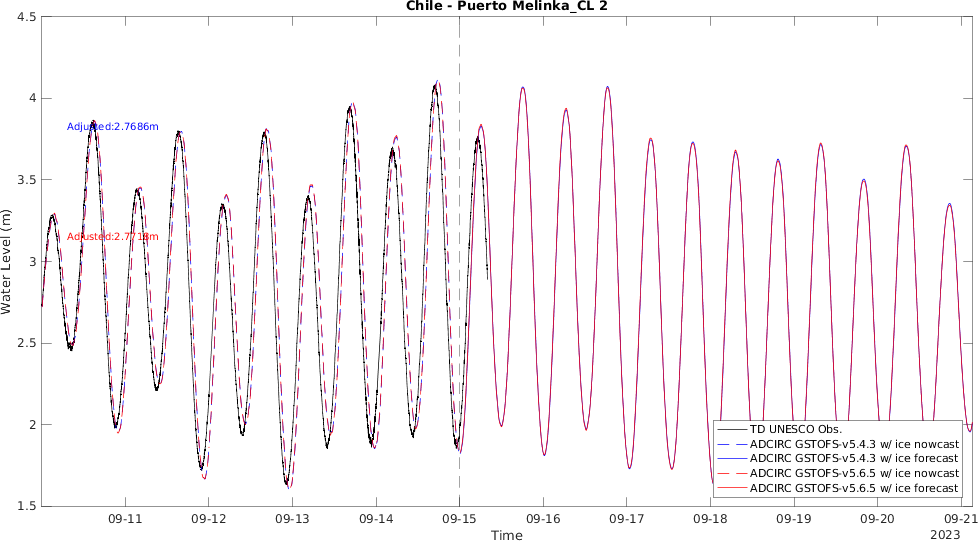 Chile - Puerto Melinka_CL 2
4.5
4
3.5
3
2.5
2
1.5
Water Level (m)
Adjusted:2.7686m
Adjusted:2.7718m
TD UNESCO Obs.
ADCIRC GSTOFS-v5.4.3 w/ ice nowcast
ADCIRC GSTOFS-v5.4.3 w/ ice forecast
ADCIRC GSTOFS-v5.6.5 w/ ice nowcast
ADCIRC GSTOFS-v5.6.5 w/ ice forecast
09-11 09-12 09-13 09-14 09-15 09-16 09-17 09-18 09-19 09-20 09-21
2023
Time